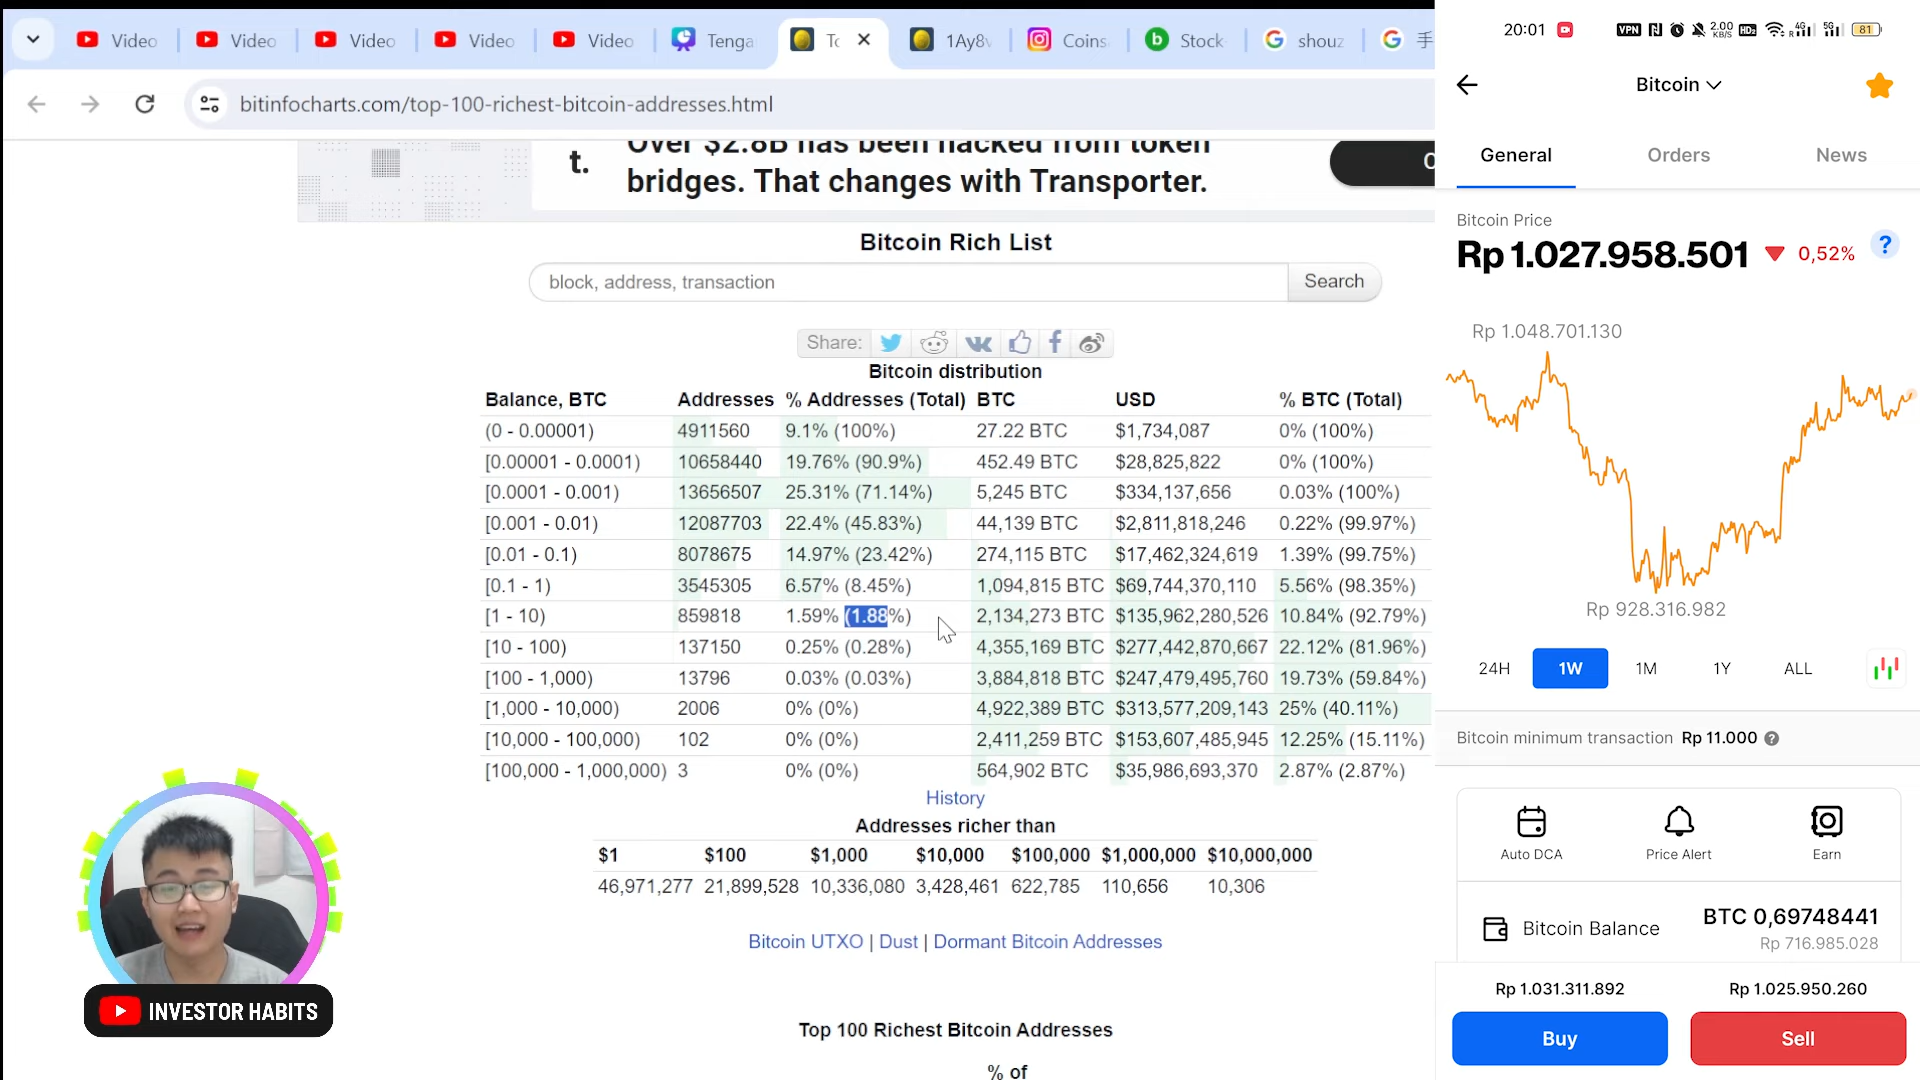 Video
Video
Video
Video
Video
Tenga
To
1Ay8v
Coins
Stock
shouz
手
bitinfocharts.com/top-100-richest-bitcoin-addresses.html
t.
Over $2.8B has been hacked from token
bridges. That changes with Transporter.
Bitcoin Rich List
block, address, transaction
Search
Share:
Bitcoin distribution
Balance, BTC Addresses % Addresses (Total) BTC USD % BTC (Total)
(0 - 0.00001) 4911560 9.1% (100%) 27.22 BTC $1,734,087 0% (100%)
[0.00001 - 0.0001) 10658440 19.76% (90.9%) 452.49 BTC $28,825,822 0% (100%)
[0.0001 - 0.001) 13656507 25.31% (71.14%) 5,245 BTC $334,137,656 0.03% (100%)
[0.001 - 0.01) 12087703 22.4% (45.83%) 44,139 BTC $2,811,818,246 0.22% (99.97%)
[0.01 - 0.1) 8078675 14.97% (23.42%) 274,115 BTC $17,462,324,619 1.39% (99.75%)
[0.1 - 1) 3545305 6.57% (8.45%) 1,094,815 BTC $69,744,370,110 5.56% (98.35%)
[1 - 10) 859818 1.59% (1.88%) 2,134,273 BTC $135,962,280,526 10.84% (92.79%)
[10 - 100) 137150 0.25% (0.28%) 4,355,169 BTC $277,442,870,667 22.12% (81.96%)
[100 - 1,000) 13796 0.03% (0.03%) 3,884,818 BTC $247,479,495,760 19.73% (59.84%)
[1,000 - 10,000) 2006 0% (0%) 4,922,389 BTC $313,577,209,143 25% (40.11%)
[10,000 - 100,000) 102 0% (0%) 2,411,259 BTC $153,607,485,945 12.25% (15.11%)
[100,000 - 1,000,000) 3 0% (0%) 564,902 BTC $35,986,693,370 2.87% (2.87%)
History
Addresses richer than
$1 $100 $1,000 $10,000 $100,000 $1,000,000 $10,000,000
46,971,277 21,899,528 10,336,080 3,428,461 622,785 110,656 10,306
Bitcoin UTXO | Dust | Dormant Bitcoin Addresses
Top 100 Richest Bitcoin Addresses
% of
INVESTOR HABITS
20:01
VPN 2.00 KB/S HD2 4G 5G 81
Bitcoin
General Orders News
Bitcoin Price
Rp 1.027.958.501 0,52% ?
Rp 1.048.701.130
Rp 928.316.982
24H 1W 1M 1Y ALL
Bitcoin minimum transaction Rp 11.000 ?
Auto DCA Price Alert Earn
Bitcoin Balance BTC 0,69748441
Rp 716.985.028
Rp 1.031.311.892 Rp 1.025.950.260
Buy Sell